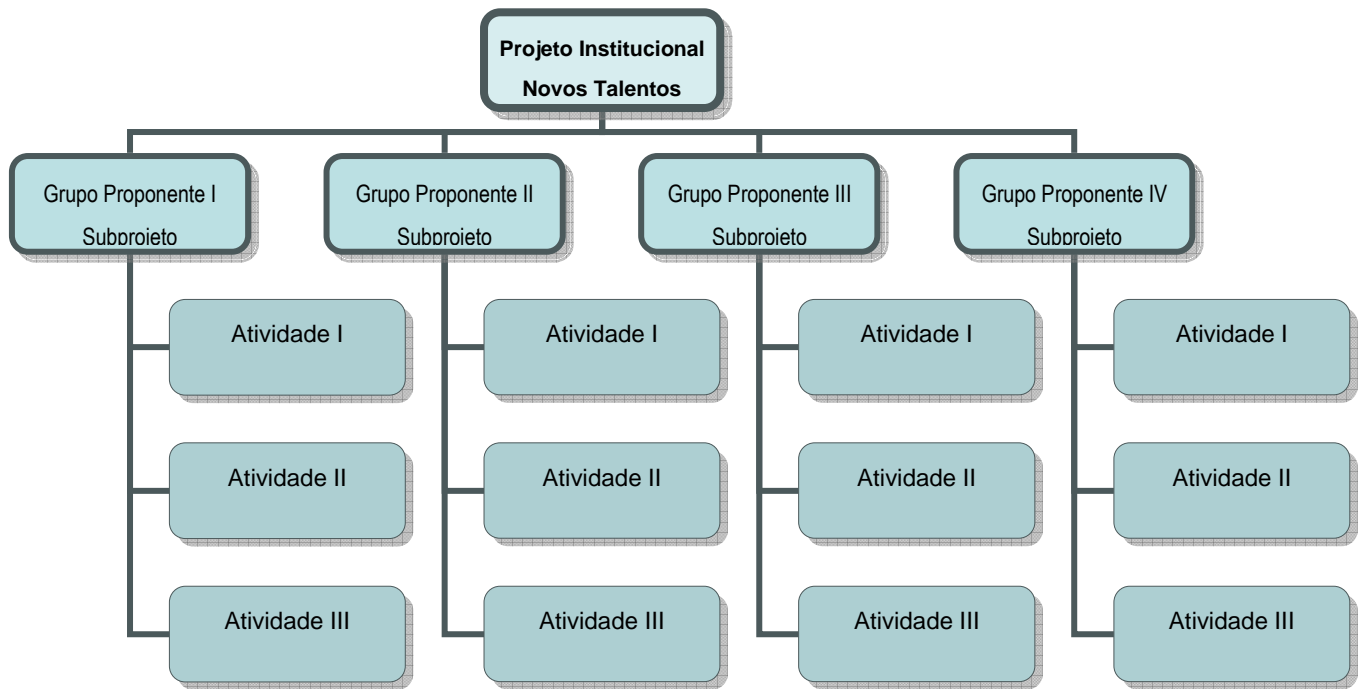 Projeto Institucional
Novos Talentos
Grupo Proponente I
Subprojeto
Grupo Proponente II
Subprojeto
Grupo Proponente III
Subprojeto
Grupo Proponente IV
Subprojeto
Atividade I
Atividade I
Atividade I
Atividade I
Atividade II
Atividade II
Atividade II
Atividade II
Atividade III
Atividade III
Atividade III
Atividade III